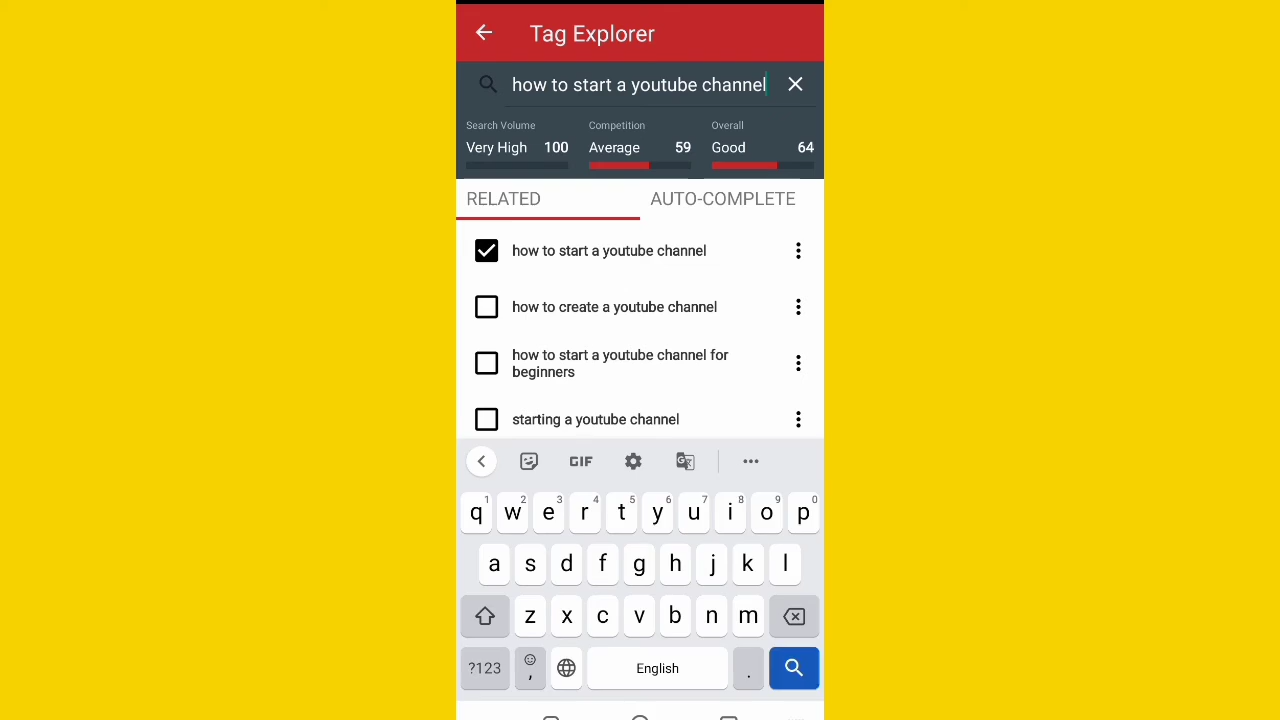 Tag Explorer
how to start a youtube channel
Search Volume Competition Overall
Very High 100 Average 59 Good 64
RELATED AUTO-COMPLETE
how to start a youtube channel
how to create a youtube channel
how to start a youtube channel for
beginners
starting a youtube channel
GIF
1 2 3 4 5 6 7 8 9 0
q w e r t y u i o p
a s d f g h j k l
z x c v b n m
?123 , English .